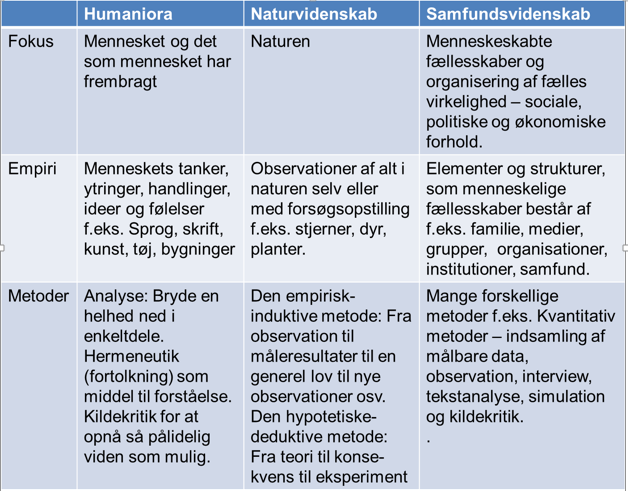 Humaniora
Naturvidenskab
Samfundsvidenskab
Fokus
Mennesket og det
som mennesket har
frembragt
Naturen
Menneskeskabte
fællesskaber og
organisering af fælles
virkelighed – sociale,
politiske og økonomiske
forhold.
Empiri
Menneskets tanker,
ytringer, handlinger,
ideer og følelser
f.eks. Sprog, skrift,
kunst, tøj, bygninger
Observationer af alt i
naturen selv eller
med forsøgsopstilling
f.eks. stjerner, dyr,
planter.
Elementer og strukturer,
som menneskelige
fællesskaber består af
f.eks. familie, medier,
grupper, organisationer,
institutioner, samfund.
Metoder
Analyse: Bryde en
helhed ned i
enkeltdele.
Hermeneutik
(fortolkning) som
middel til forståelse.
Kildekritik for at
opnå så pålidelig
viden som mulig.
Den empirisk-
induktive metode: Fra
observation til
måleresultater til en
generel lov til nye
observationer osv.
Den hypotetiske-
deduktive metode:
Fra teori til konse-
kvens til eksperiment
Mange forskellige
metoder f.eks. Kvantitativ
metoder – indsamling af
målbare data,
observation, interview,
tekstanalyse, simulation
og kildekritik.
.